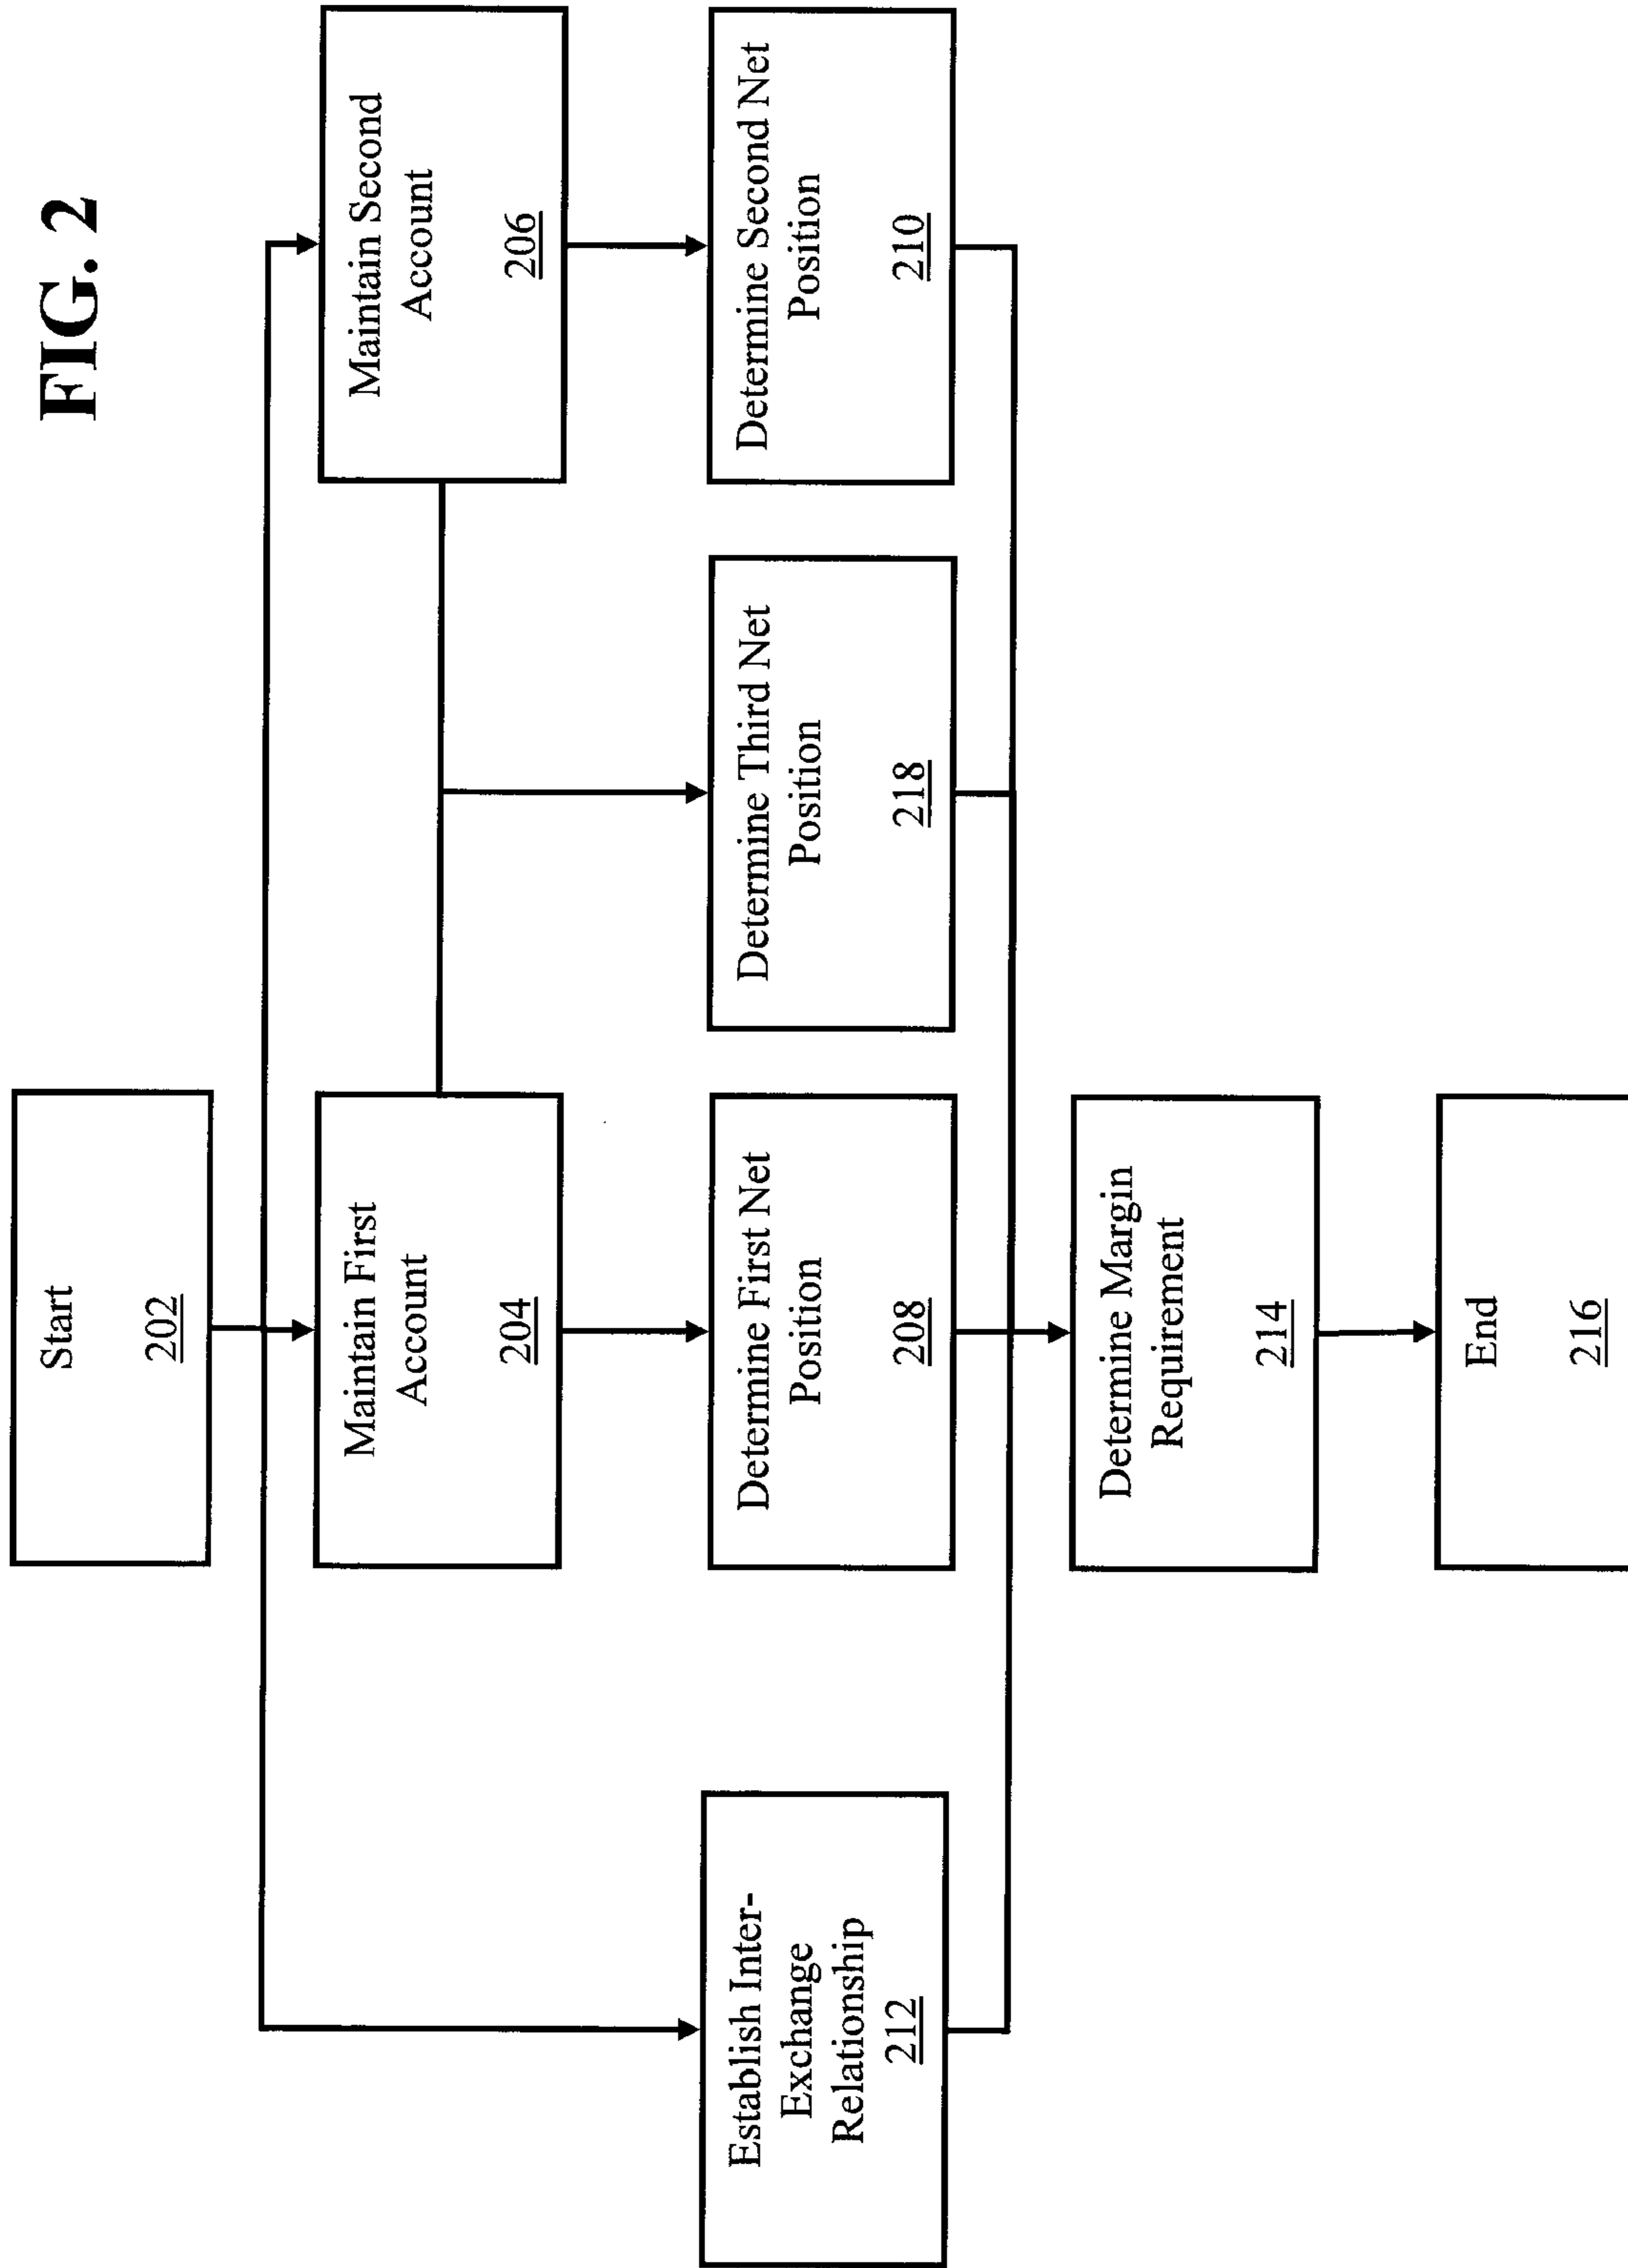 FIG. 2
Start
202
Maintain First
Account
204
Maintain Second
Account
206
Establish Inter-
Exchange
Relationship
212
Determine First Net
Position
208
Determine Third Net
Position
218
Determine Second Net
Position
210
Determine Margin
Requirement
214
End
216